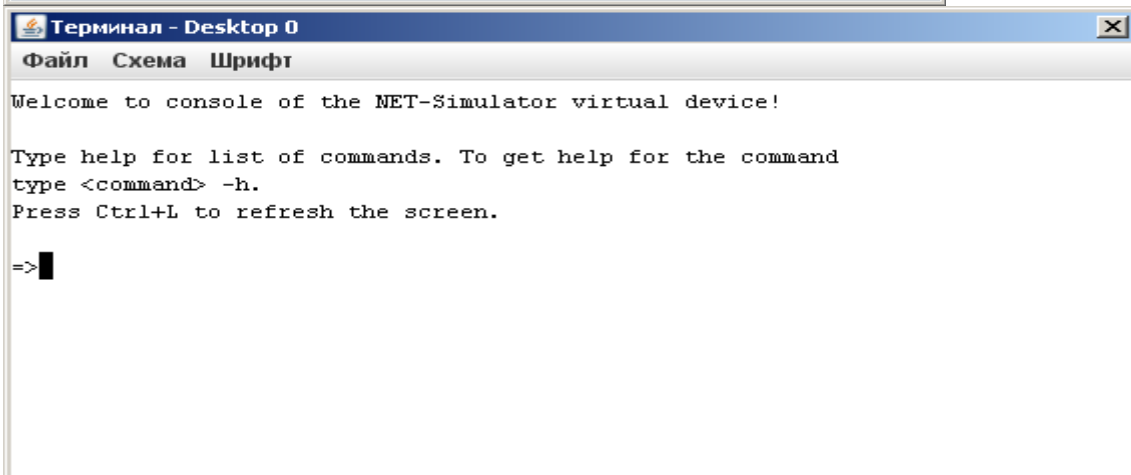 Терминал - Desktop 0
Файл Схема Шрифт
Welcome to console of the NET-Simulator virtual device!
Type help for list of commands. To get help for the command
type <command> -h.
Press Ctrl+L to refresh the screen.
=>